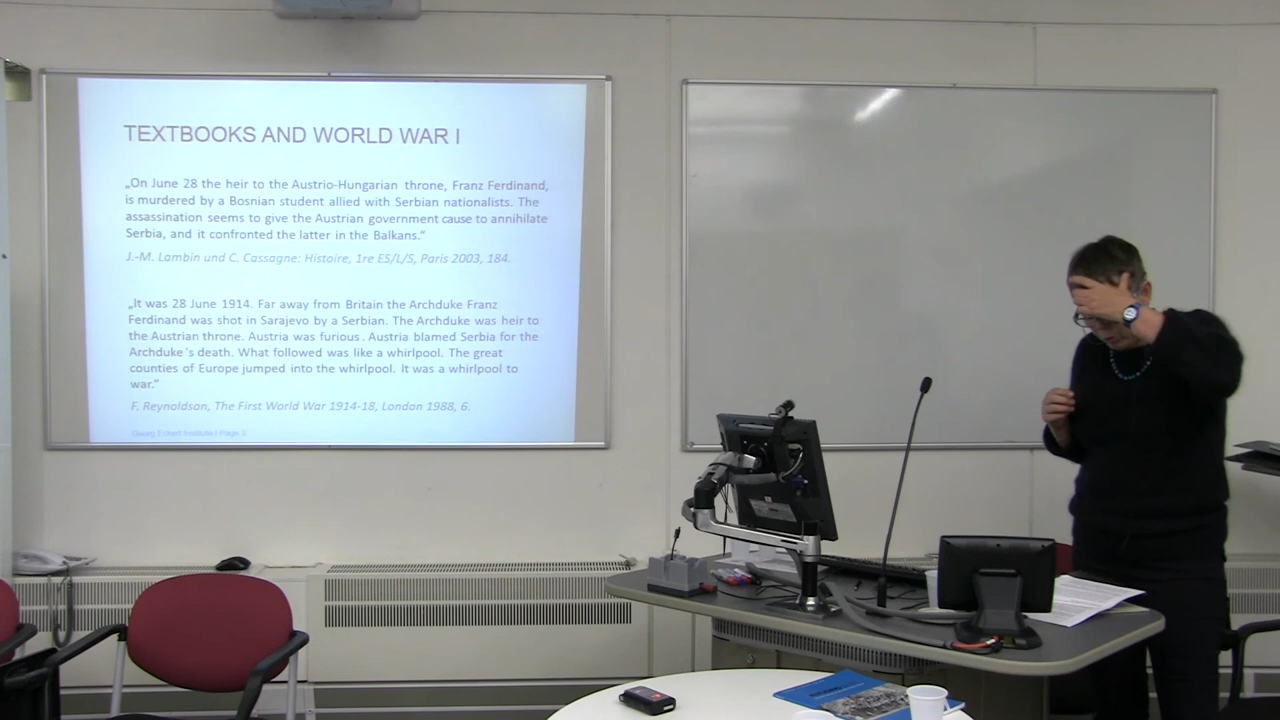 TEXTBOOKS AND WORLD WAR I
„On June 28 the heir to the Austrio-Hungarian throne, Franz Ferdinand,
is murdered by a Bosnian student allied with Serbian nationalists. The
assassination seems to give the Austrian government cause to annihilate
Serbia, and it confronted the latter in the Balkans.“
J.-M. Lambin und C. Cassagne: Histoire, 1re ES/L/S, Paris 2003, 184.
„It was 28 June 1914. Far away from Britain the Archduke Franz
Ferdinand was shot in Sarajevo by a Serbian. The Archduke was heir to
the Austrian throne. Austria was furious. Austria blamed Serbia for the
Archduke's death. What followed was like a whirlpool. The great
counties of Europe jumped into the whirlpool. It was a whirlpool to
war.“
F. Reynoldson, The First World War 1914-18, London 1988, 6.
Georg Eckert Institute | Page 3